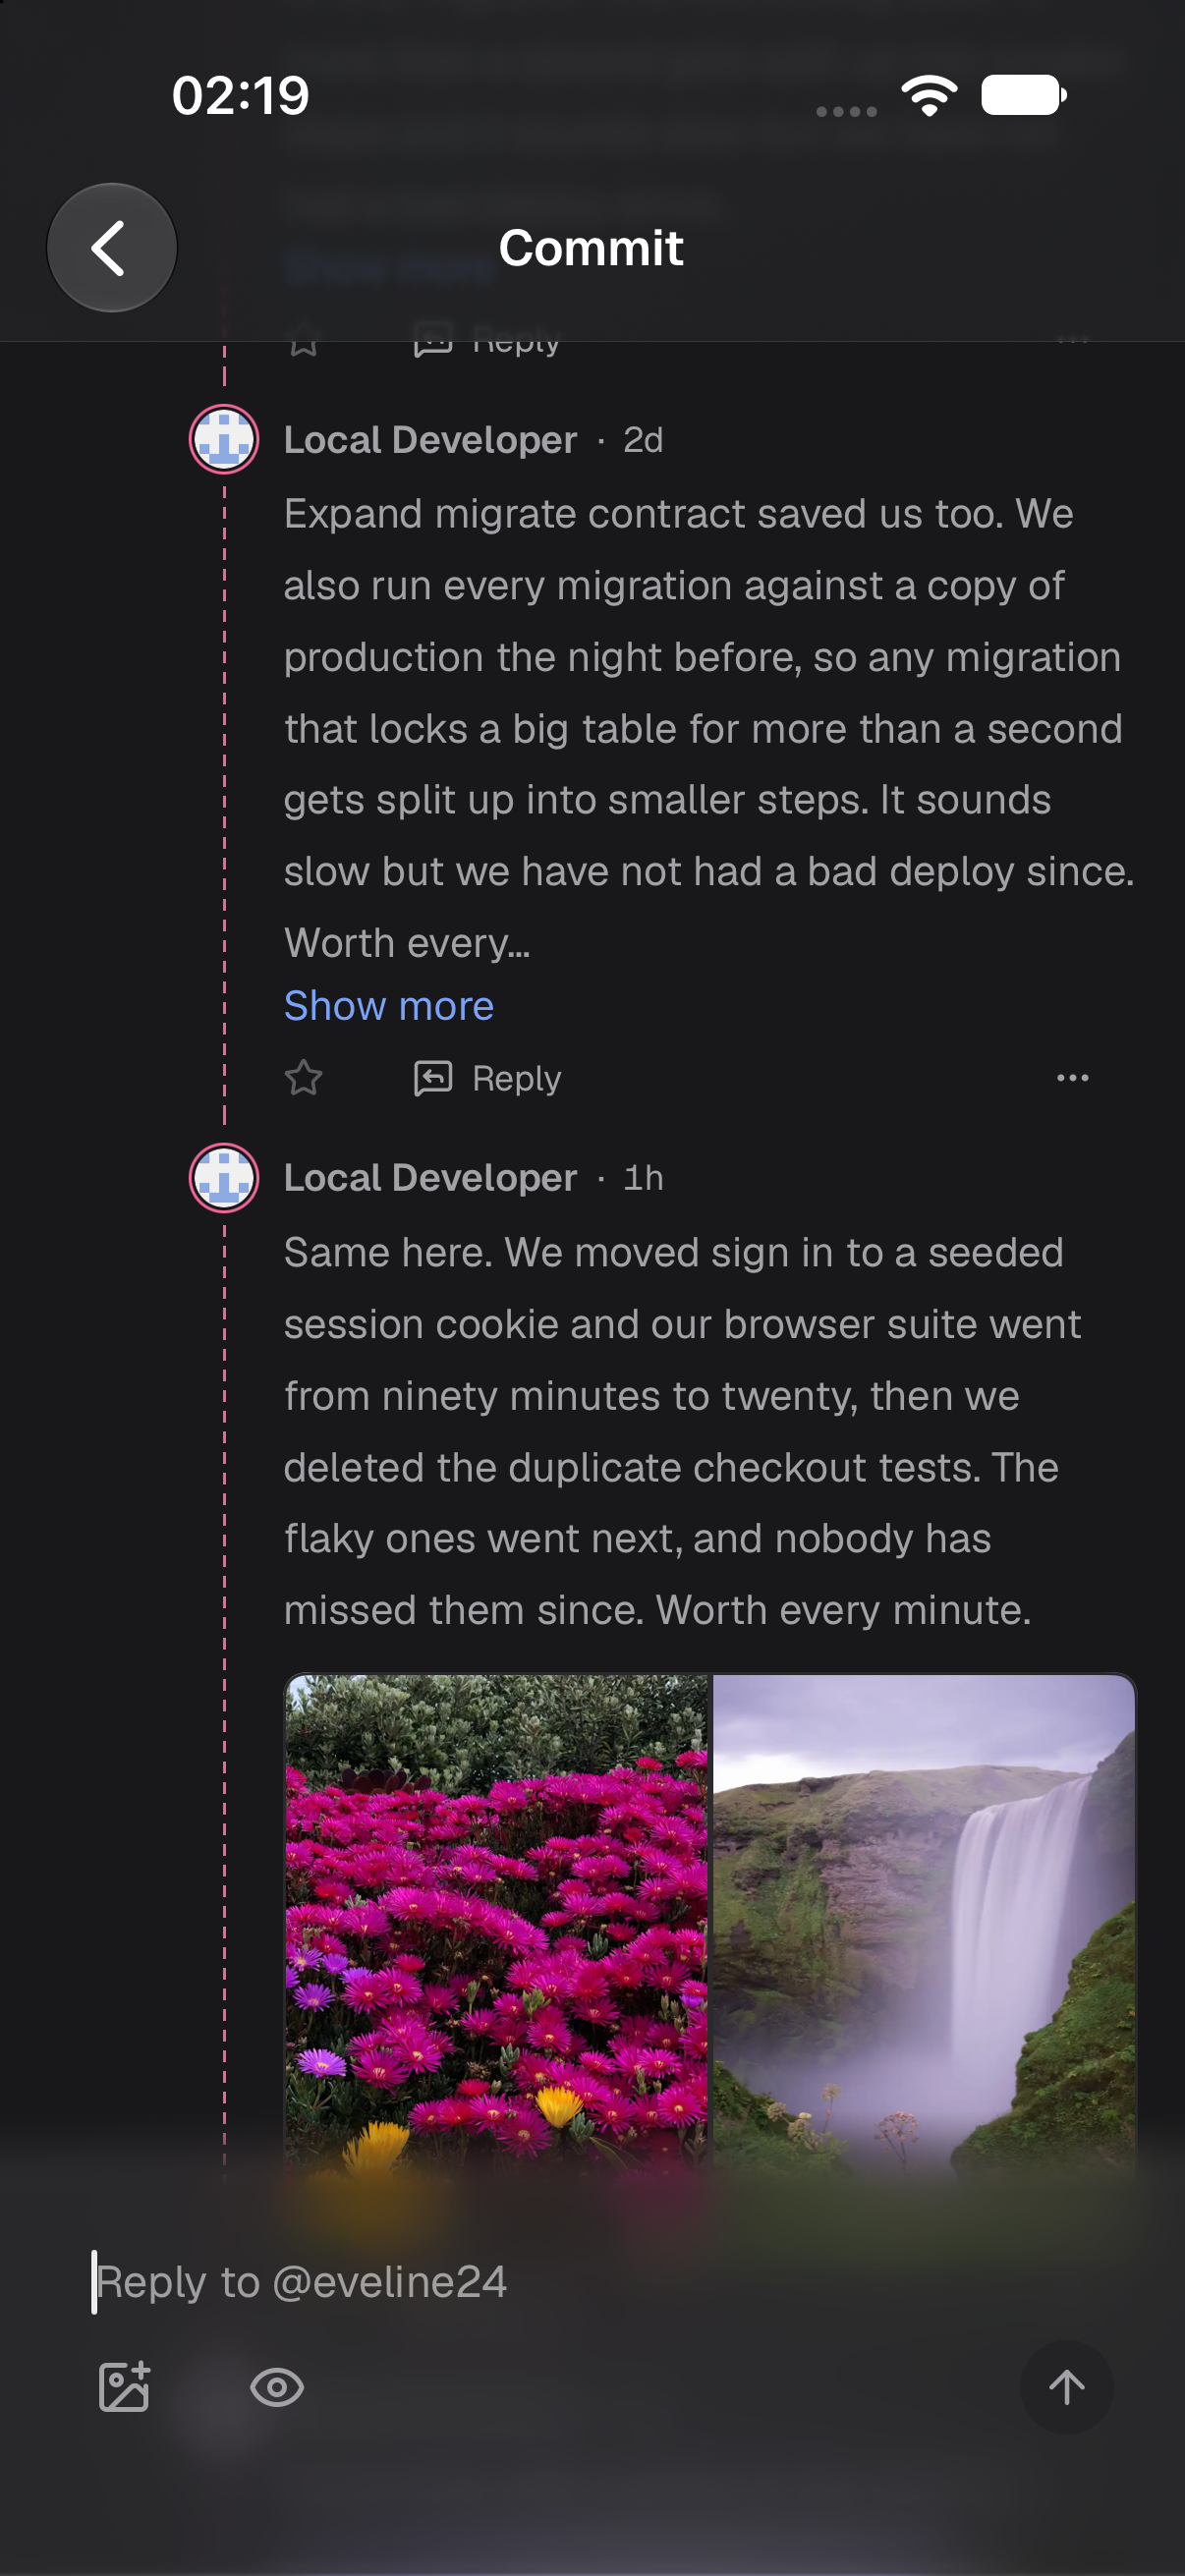 02:19
Commit
Show more
Reply
Local Developer · 2d
Expand migrate contract saved us too. We
also run every migration against a copy of
production the night before, so any migration
that locks a big table for more than a second
gets split up into smaller steps. It sounds
slow but we have not had a bad deploy since.
Worth every…
Show more
Reply
Local Developer · 1h
Same here. We moved sign in to a seeded
session cookie and our browser suite went
from ninety minutes to twenty, then we
deleted the duplicate checkout tests. The
flaky ones went next, and nobody has
missed them since. Worth every minute.
Reply to @eveline24